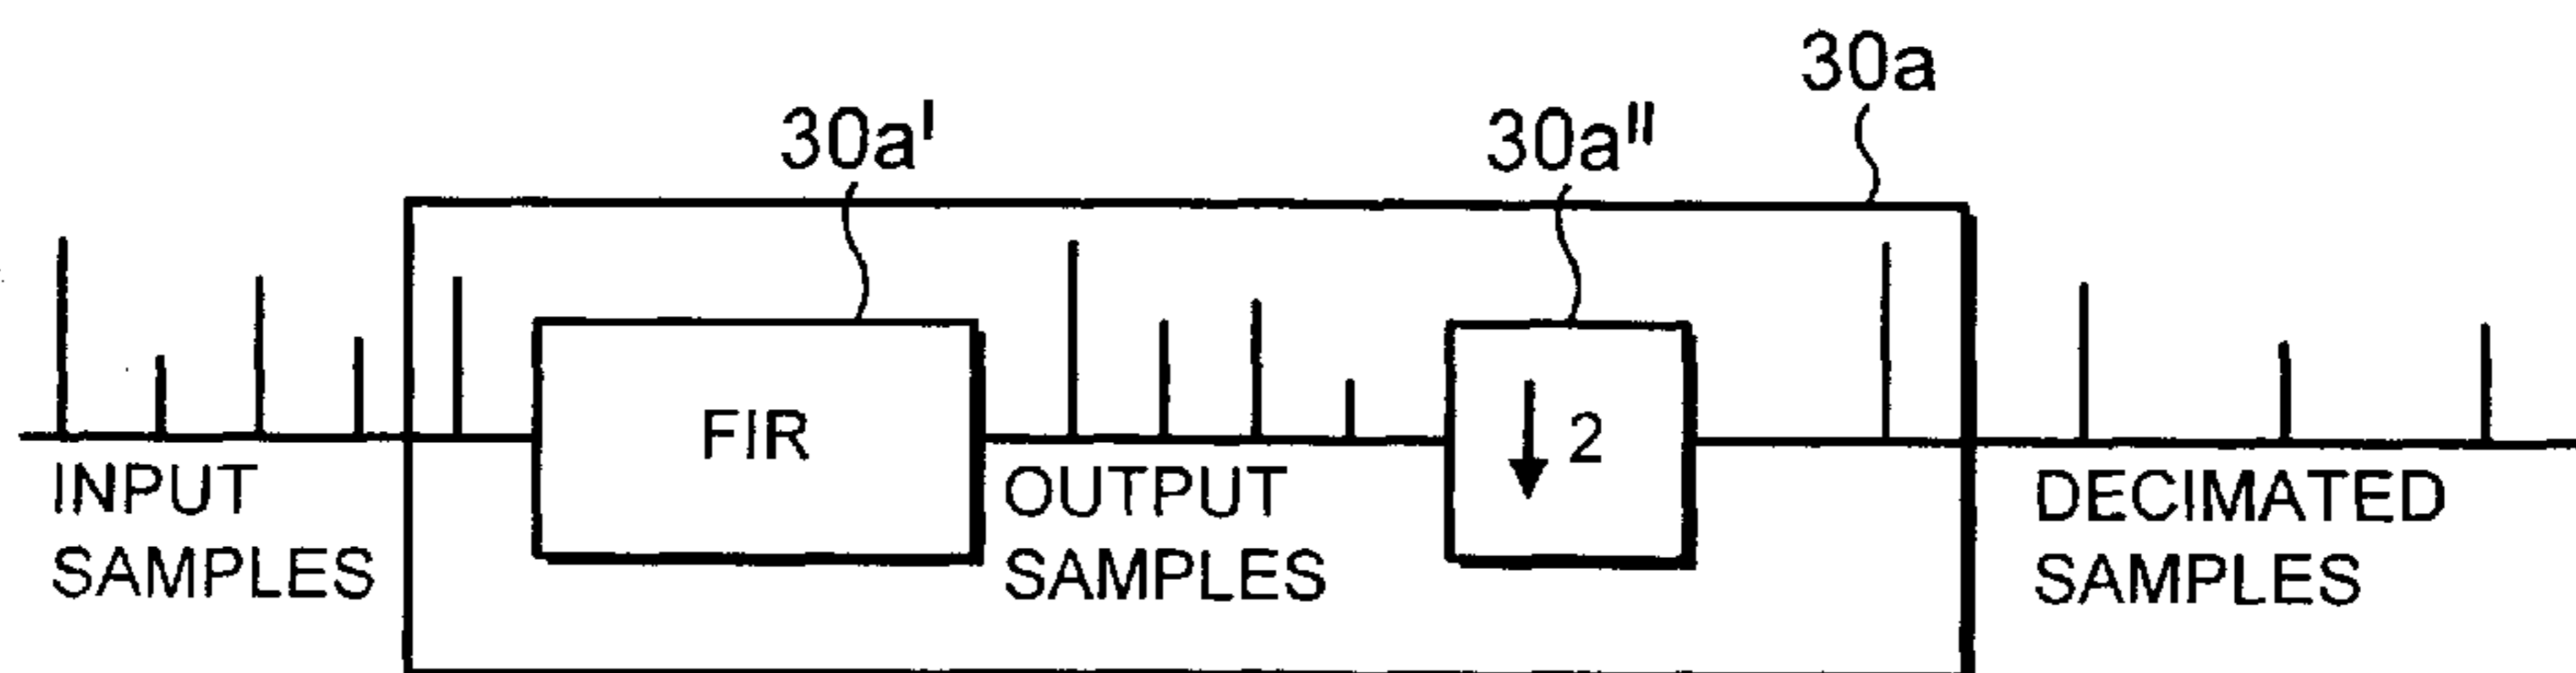 30a
30a'
30a"
FIR
2
INPUT
SAMPLES
OUTPUT
SAMPLES
DECIMATED
SAMPLES